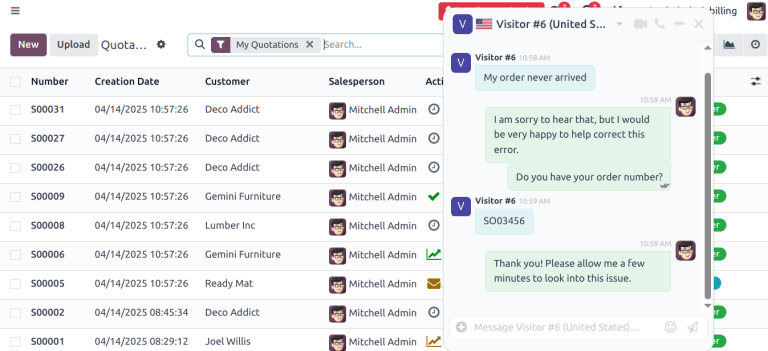 billing
New Upload Quota... My Quotations Search...
Number Creation Date Customer Salesperson
S00031 04/14/2025 10:57:26 Deco Addict Mitchell Admin
S00027 04/14/2025 10:57:26 Deco Addict Mitchell Admin
S00026 04/14/2025 10:57:26 Deco Addict Mitchell Admin
S00009 04/14/2025 10:57:26 Gemini Furniture Mitchell Admin
S00008 04/14/2025 10:57:26 Lumber Inc Mitchell Admin
S00006 04/14/2025 10:57:26 Gemini Furniture Mitchell Admin
S00005 04/14/2025 10:57:26 Ready Mat Mitchell Admin
S00002 04/14/2025 08:45:34 Deco Addict Mitchell Admin
S00001 04/14/2025 08:29:12 Joel Willis Mitchell Admin
V Visitor #6 (United S...
V Visitor #6 10:58 AM
My order never arrived
10:58 AM
I am sorry to hear that, but I would
be very happy to help correct this
error.
Do you have your order number?
V Visitor #6 10:59 AM
SO03456
10:59 AM
Thank you! Please allow me a few
minutes to look into this issue.
Message Visitor #6 (United States)...